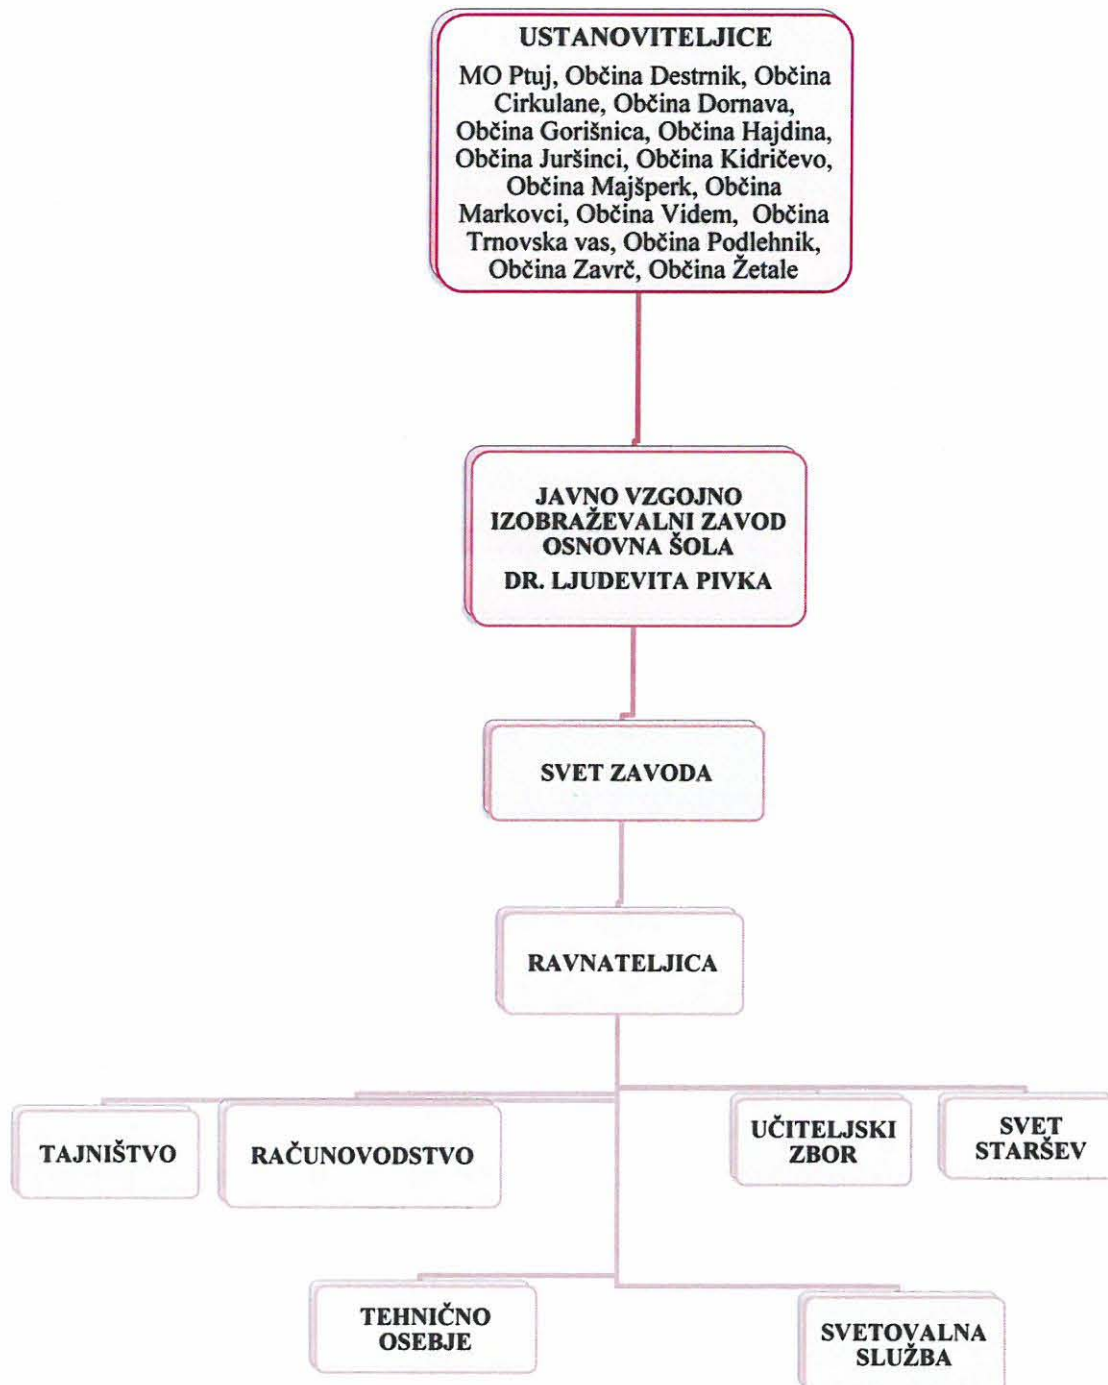 USTANOVITELJICE
MO Ptuj, Občina Destrnik, Občina
Cirkulane, Občina Dornava,
Občina Gorišnica, Občina Hajdina,
Občina Juršinci, Občina Kidričevo,
Občina Majšperk, Občina
Markovci, Občina Videm, Občina
Trnovska vas, Občina Podlehnik,
Občina Zavrč, Občina Žetale
JAVNO VZGOJNO
IZOBRAŽEVALNI ZAVOD
OSNOVNA ŠOLA
DR. LJUDEVITA PIVKA
SVET ZAVODA
RAVNATELJICA
TAJNIŠTVO
RAČUNOVODSTVO
UČITELJSKI
ZBOR
SVET
STARŠEV
TEHNIČNO
OSEBJE
SVETOVALNA
SLUŽBA